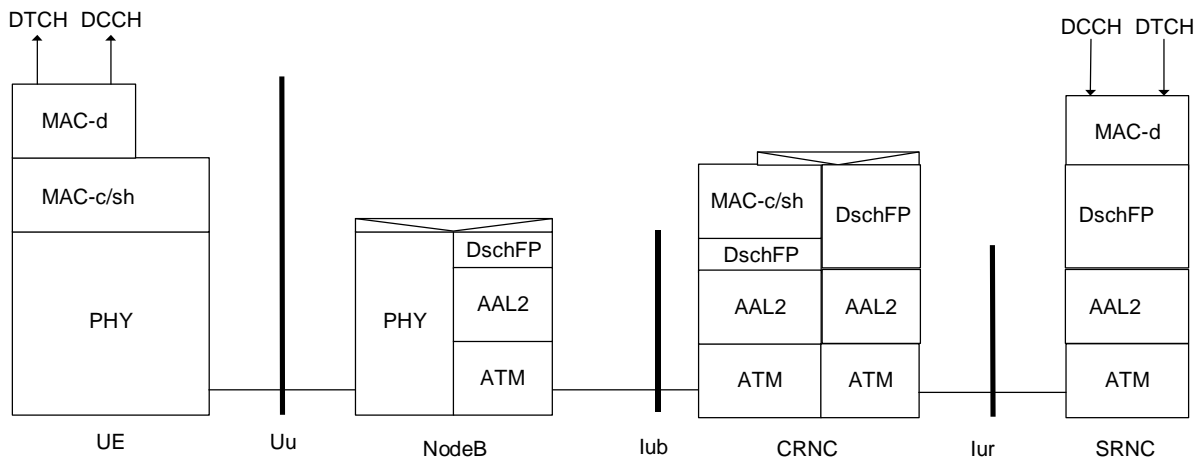 DTCH DCCH
DCCH DTCH
MAC-d
MAC-d
MAC-c/sh
MAC-c/sh
DschFP
DschFP
DschFP
DschFP
PHY
PHY
AAL2
AAL2
AAL2
AAL2
ATM
ATM
ATM
ATM
UE
Uu
NodeB
Iub
CRNC
Iur
SRNC